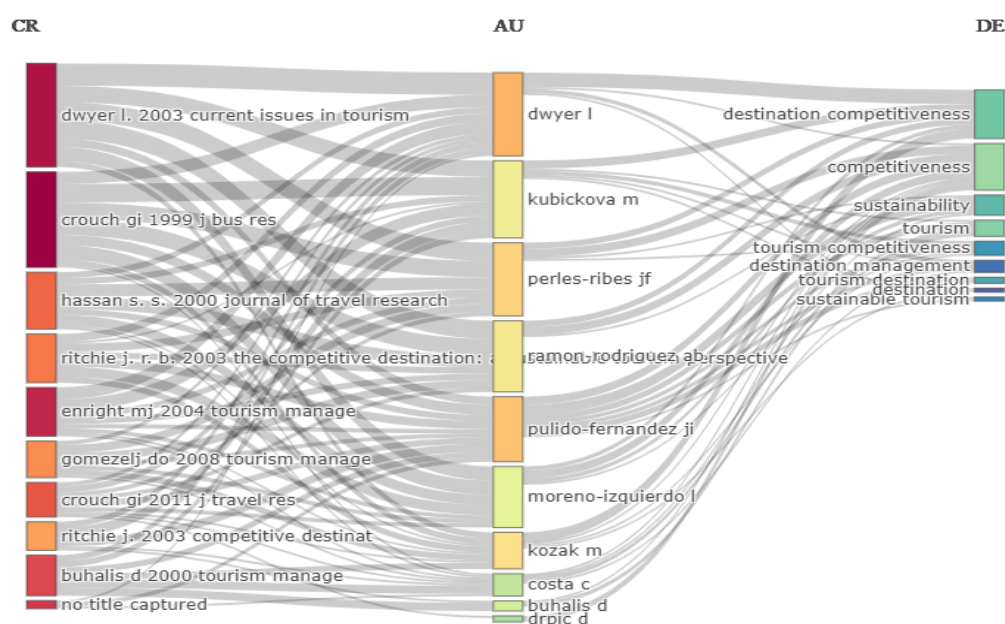 CR AU DE
dwyer l. 2003 current issues in tourism
crouch gi 1999 j bus res
hassan s. s. 2000 journal of travel research
ritchie j. r. b. 2003 the competitive destination: a sustainable tourism perspective
enright mj 2004 tourism manage
gomezelj do 2008 tourism manage
crouch gi 2011 j travel res
ritchie j. 2003 competitive destinat
buhalis d 2000 tourism manage
no title captured
dwyer l
kubickova m
perles-ribes jf
ramon-rodriguez ab
pulido-fernandez ji
moreno-izquierdo l
kozak m
costa c
buhalis d
drpic d
destination competitiveness
competitiveness
sustainability
tourism
tourism competitiveness
destination management
tourism destination
destination
sustainable tourism